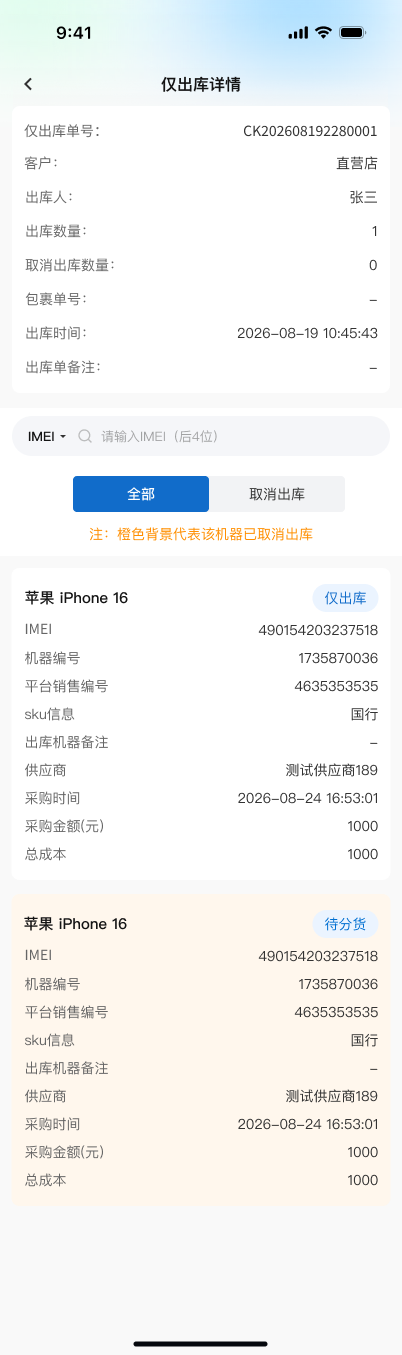 9:41
仅出库详情
仅出库单号： CK202608192280001
客户： 直营店
出库人： 张三
出库数量： 1
取消出库数量： 0
包裹单号： –
出库时间： 2026–08–19 10:45:43
出库单备注： –
IMEI 请输入IMEI（后4位）
全部 取消出库
注：橙色背景代表该机器已取消出库
苹果 iPhone 16 仅出库
IMEI 490154203237518
机器编号 1735870036
平台销售编号 4635353535
sku信息 国行
出库机器备注 –
供应商 测试供应商189
采购时间 2026–08–24 16:53:01
采购金额(元) 1000
总成本 1000
苹果 iPhone 16 待分货
IMEI 490154203237518
机器编号 1735870036
平台销售编号 4635353535
sku信息 国行
出库机器备注 –
供应商 测试供应商189
采购时间 2026–08–24 16:53:01
采购金额(元) 1000
总成本 1000